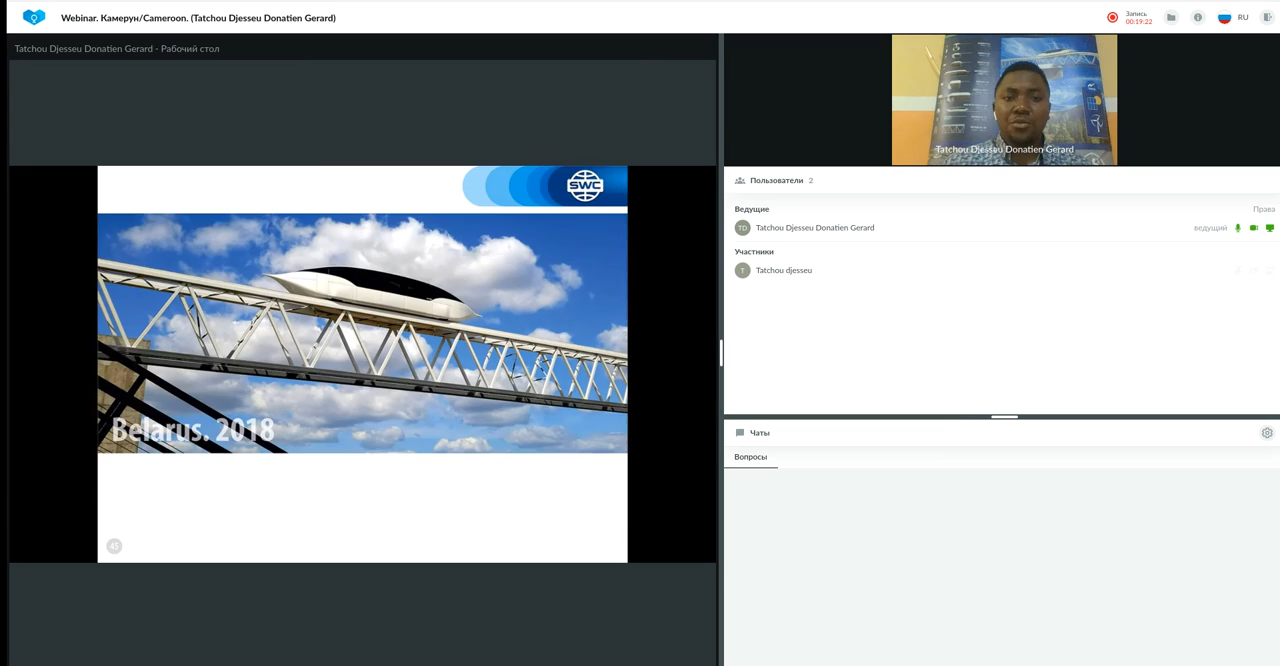 Webinar. Камерун/Cameroon. (Tatchou Djesseu Donatien Gerard)
Запись
00:19:22
RU
Tatchou Djesseu Donatien Gerard - Рабочий стол
SWC
Belarus. 2018
45
Tatchou Djesseu Donatien Gerard
Пользователи 2
Ведущие Права
TD Tatchou Djesseu Donatien Gerard ведущий
Участники
T Tatchou djesseu
Чаты
Вопросы